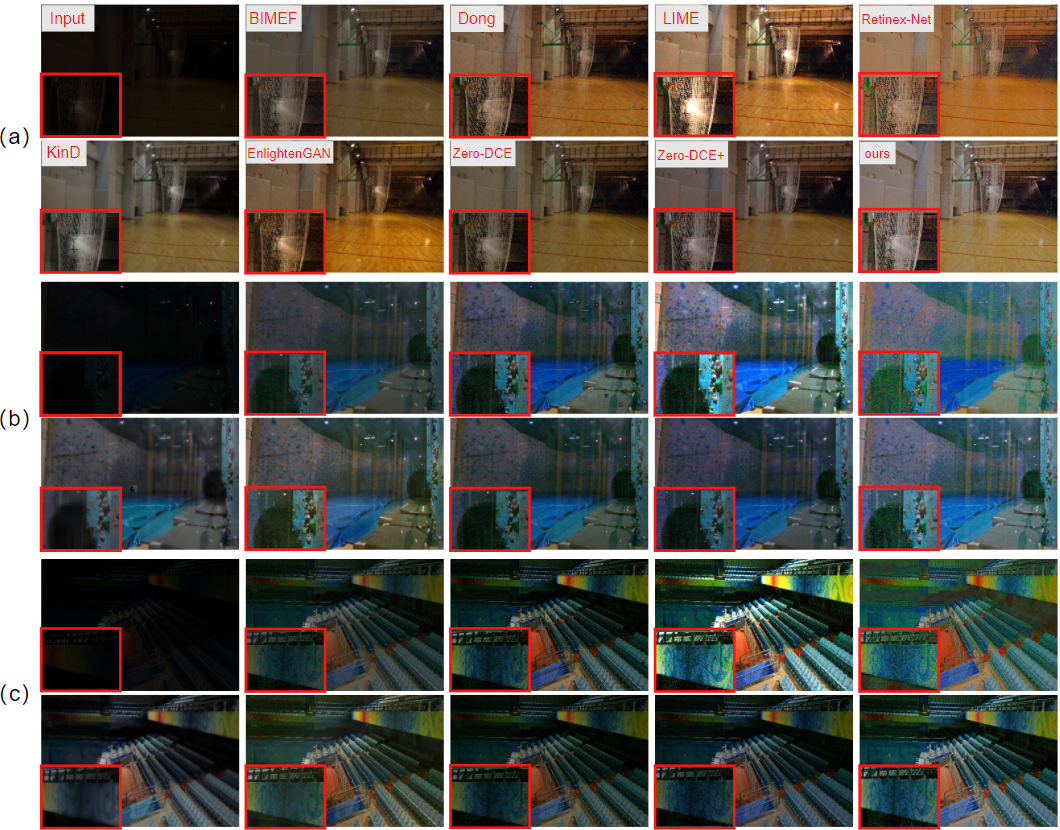 Input
BIMEF
Dong
LIME
Retinex-Net
(a)
KinD
EnlightenGAN
Zero-DCE
Zero-DCE+
ours
(b)
(c)